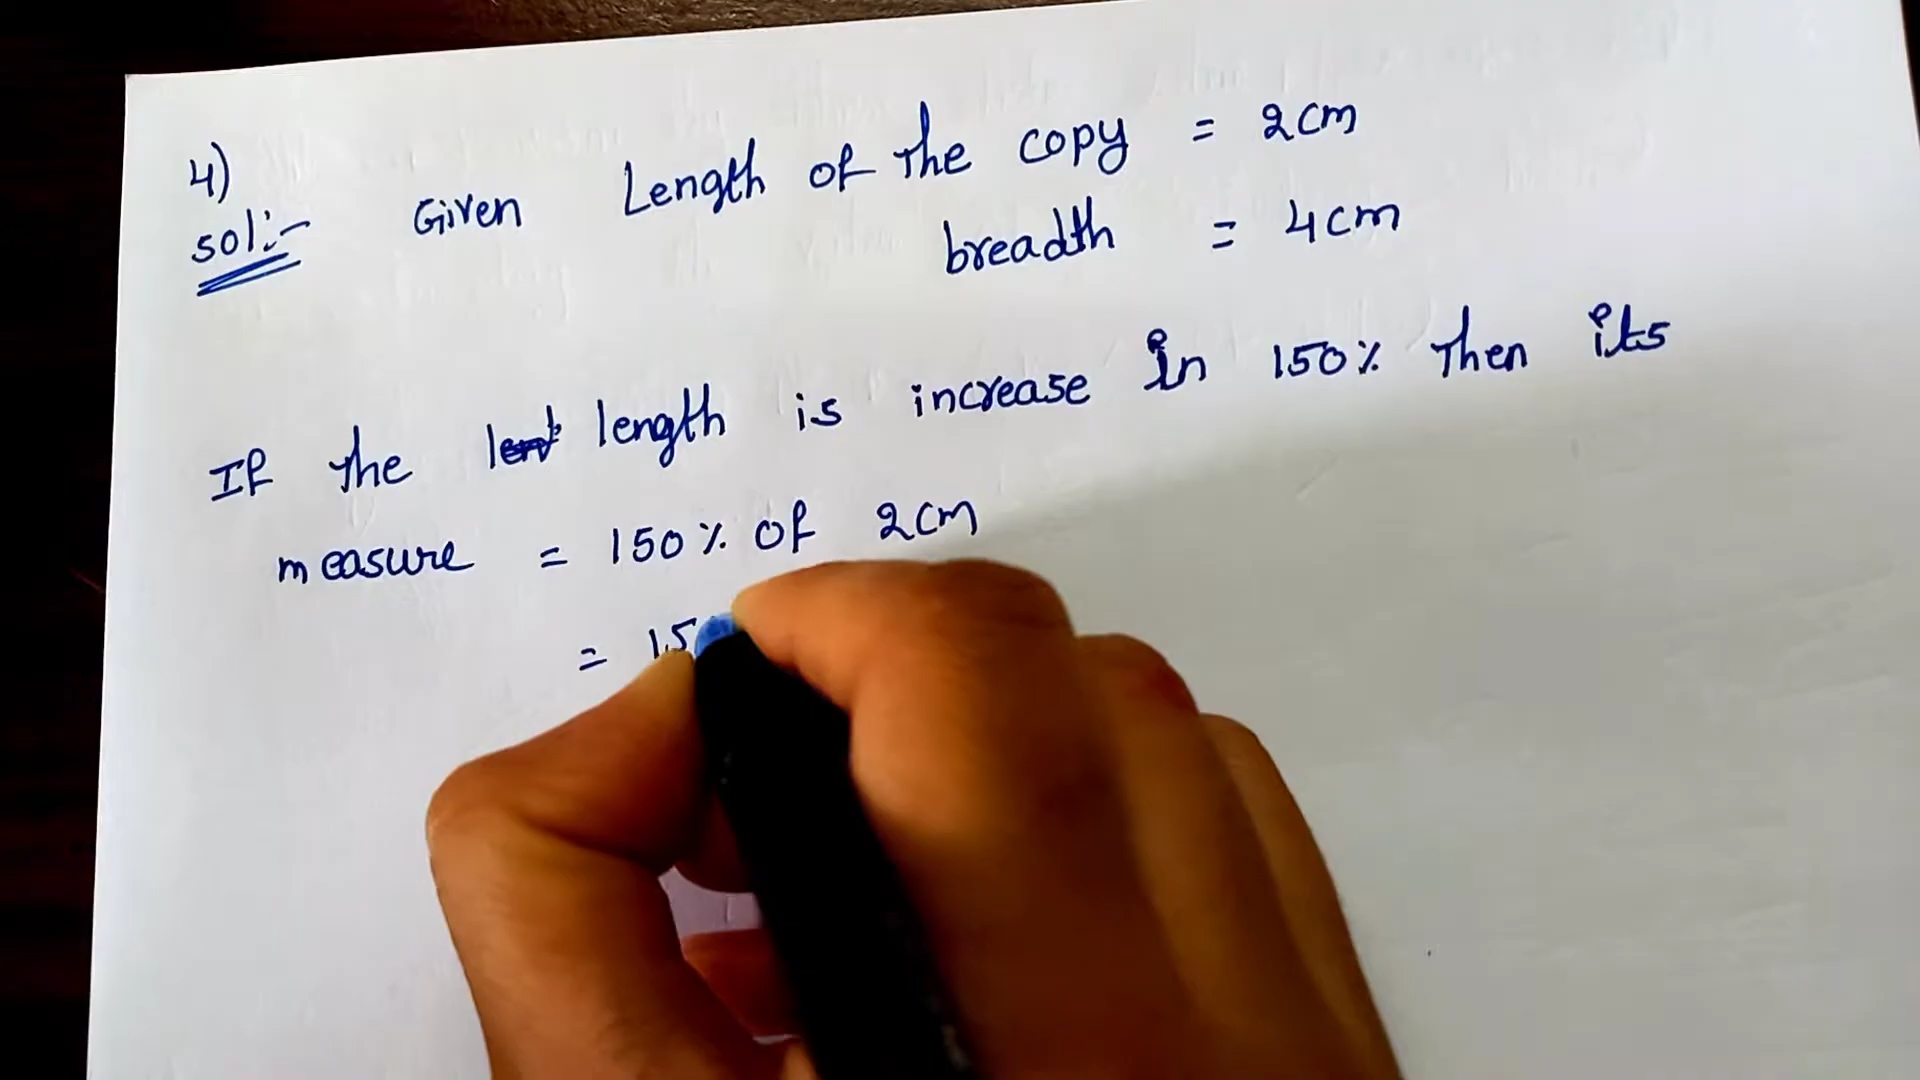 4)
Sol:- Given Length of the copy = 2cm
breadth = 4cm
If the length is increase in 150% Then its
measure = 150% of 2cm
= 15